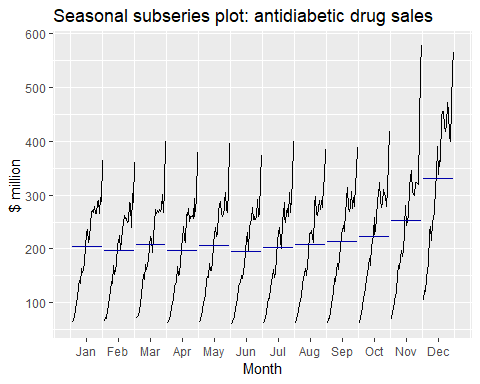 Seasonal subseries plot: antidiabetic drug sales
600
500
400
300
200
100
$ million
Jan Feb Mar Apr May Jun Jul Aug Sep Oct Nov Dec
Month